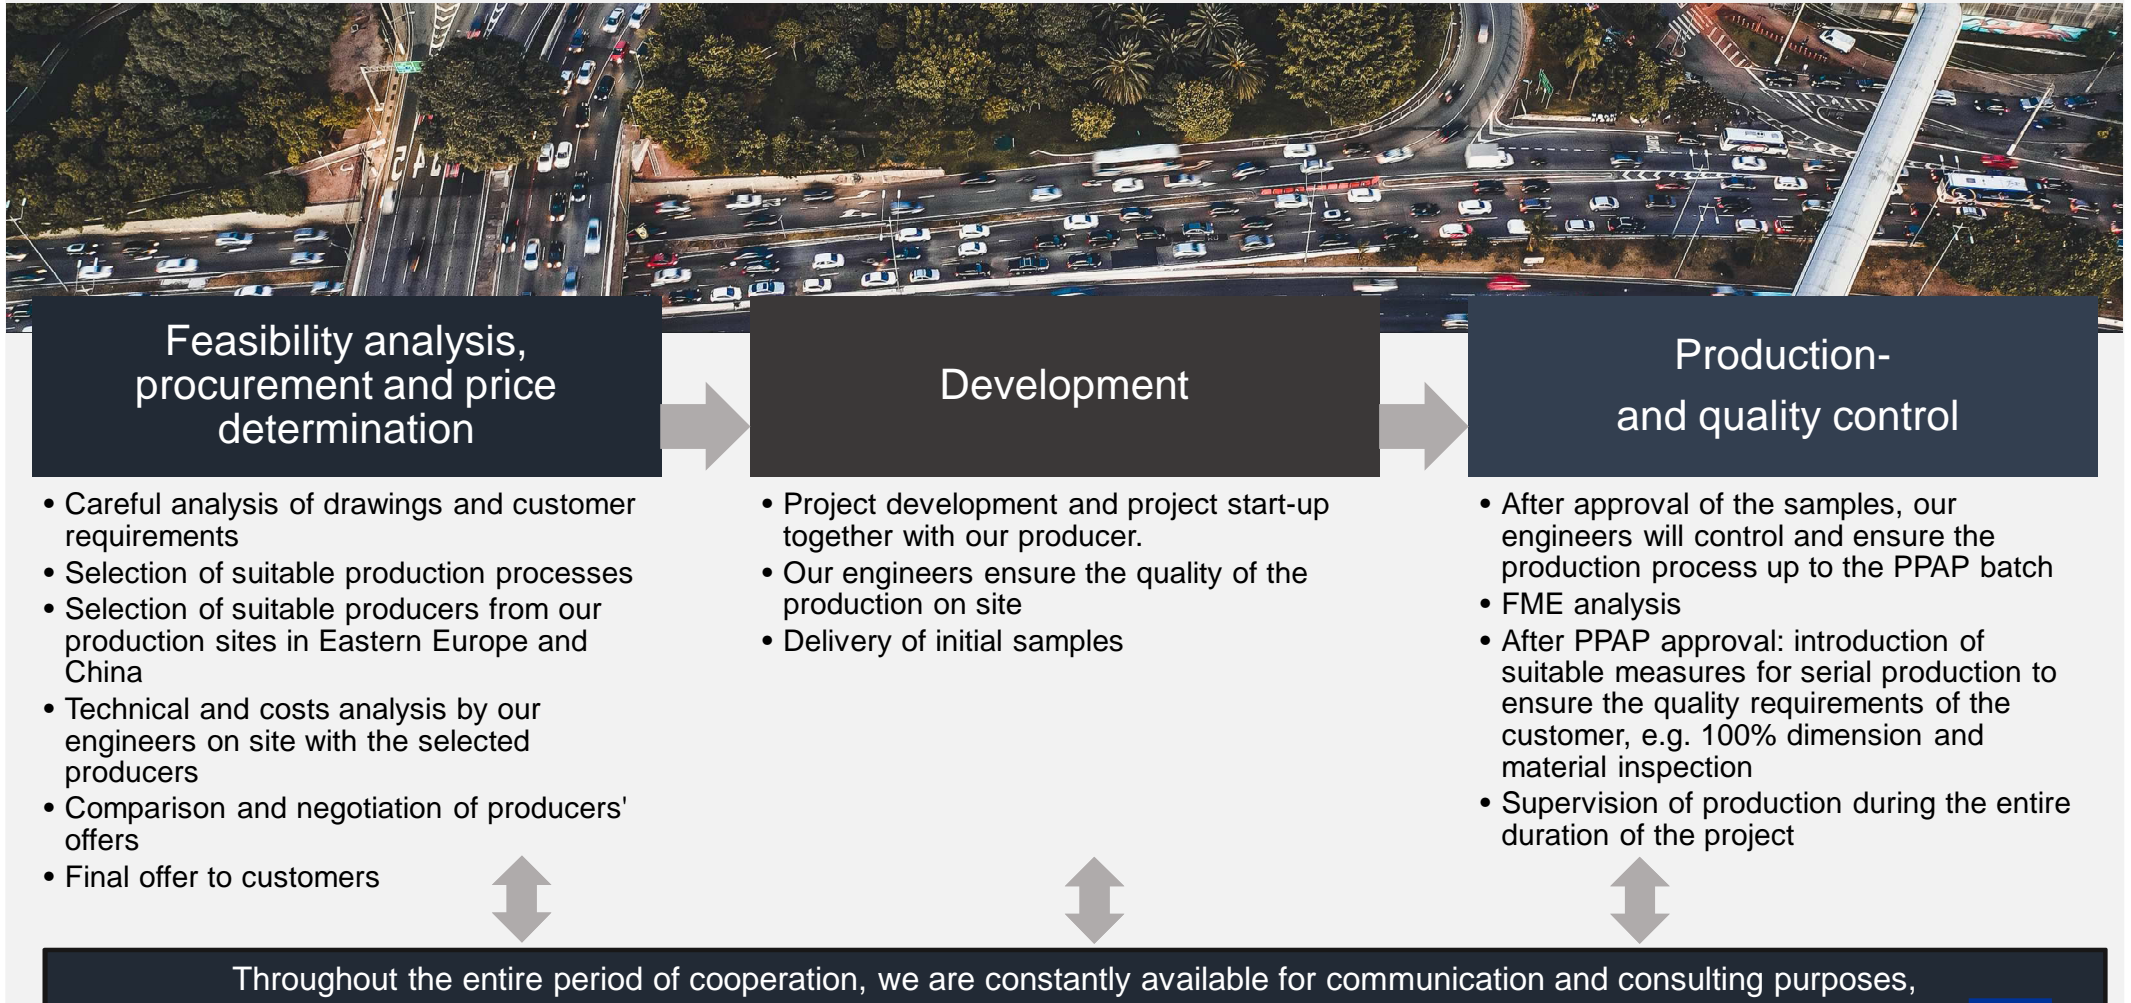 Feasibility analysis,
procurement and price
determination
• Careful analysis of drawings and customer
requirements
• Selection of suitable production processes
• Selection of suitable producers from our
production sites in Eastern Europe and
China
• Technical and costs analysis by our
engineers on site with the selected
producers
• Comparison and negotiation of producers'
offers
• Final offer to customers
Development
• Project development and project start-up
together with our producer.
• Our engineers ensure the quality of the
production on site
• Delivery of initial samples
Production-
and quality control
• After approval of the samples, our
engineers will control and ensure the
production process up to the PPAP batch
• FME analysis
• After PPAP approval: introduction of
suitable measures for serial production to
ensure the quality requirements of the
customer, e.g. 100% dimension and
material inspection
• Supervision of production during the entire
duration of the project
Throughout the entire period of cooperation, we are constantly available for communication and consulting purposes,